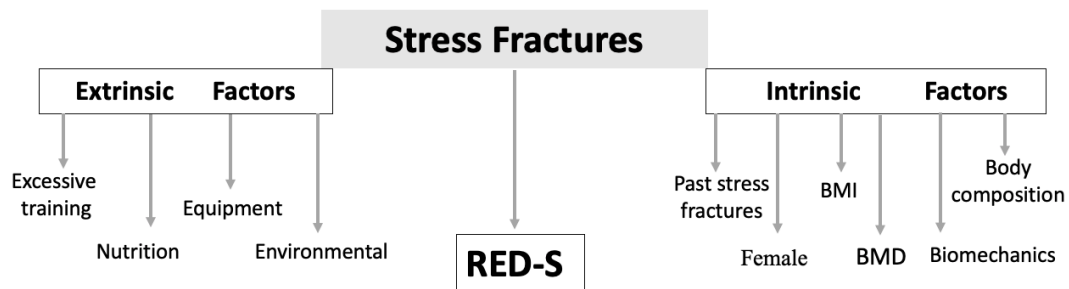 Stress Fractures
Extrinsic Factors
Intrinsic Factors
Excessive
training
Nutrition
Equipment
Environmental
RED-S
Past stress
fractures
Female
BMI
BMD
Biomechanics
Body
composition